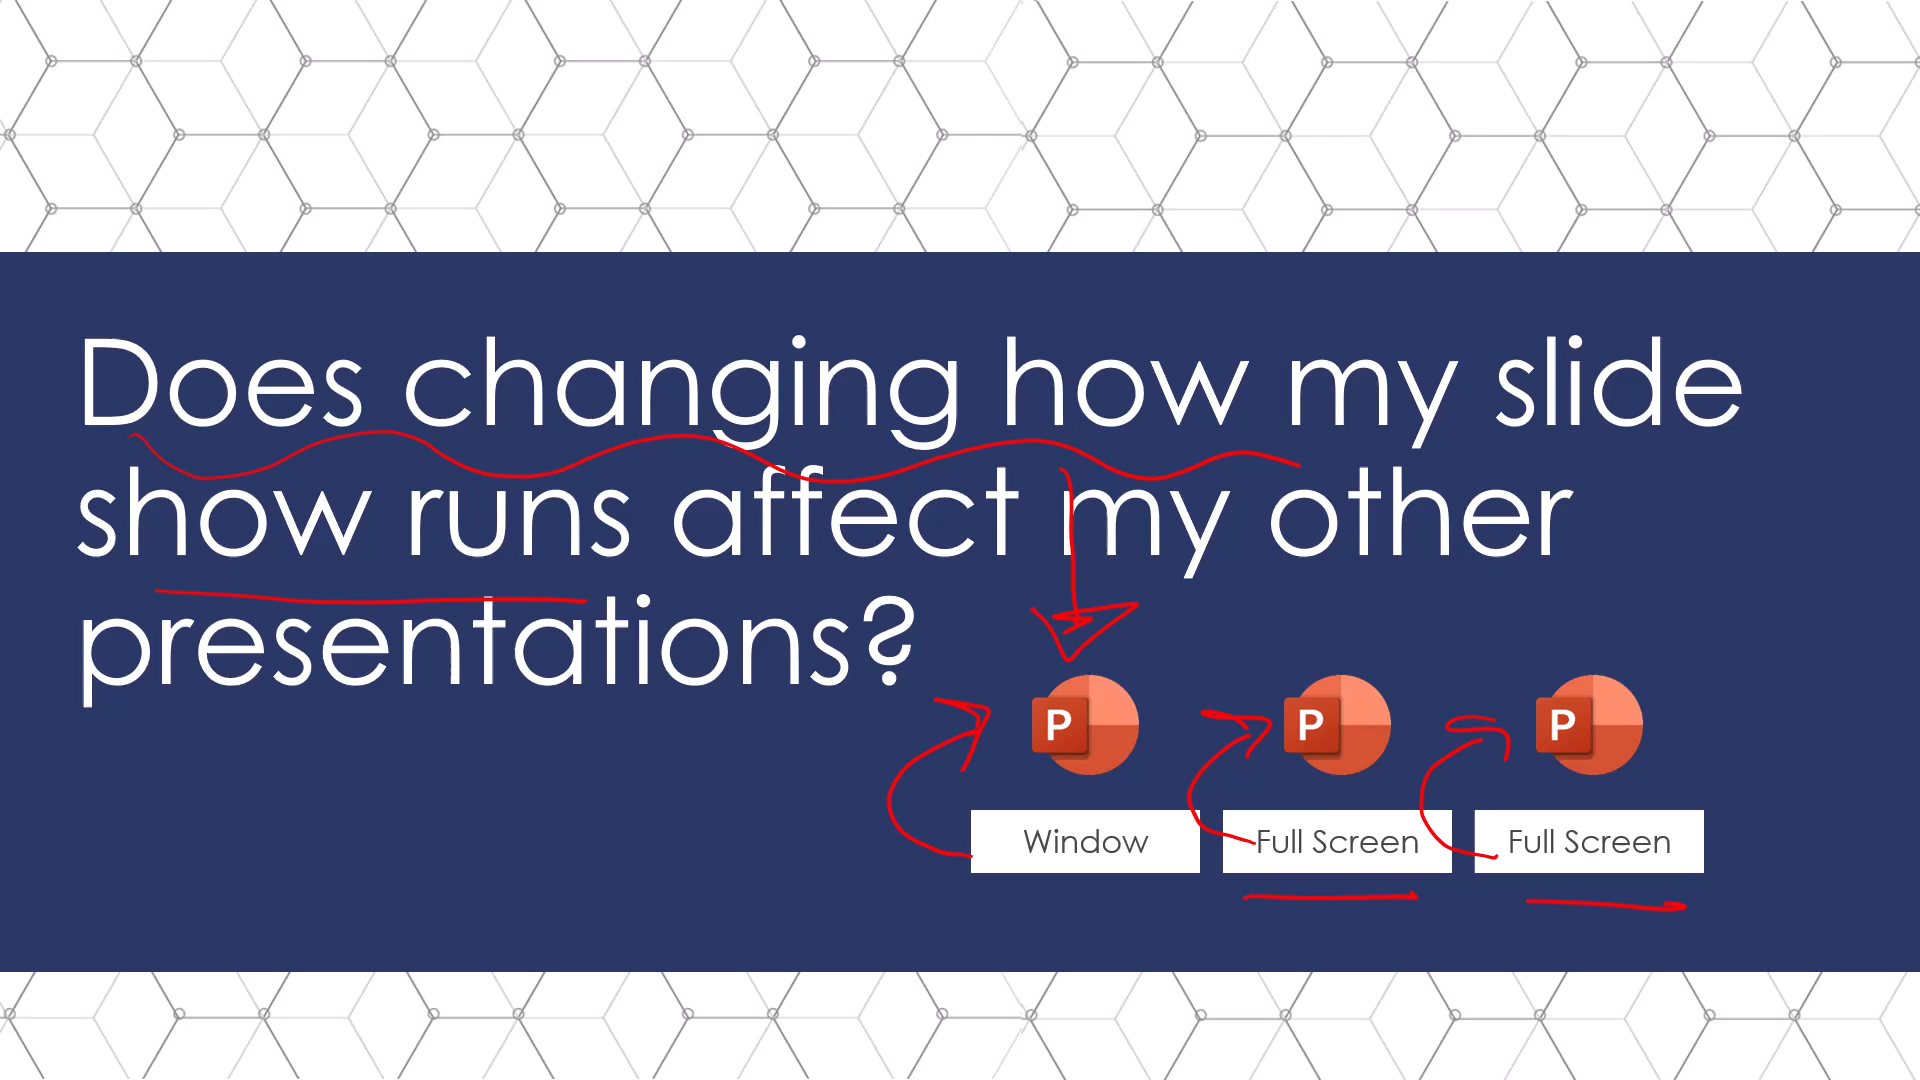 Does changing how my slide
show runs affect my other
presentations?
P P P
Window Full Screen Full Screen